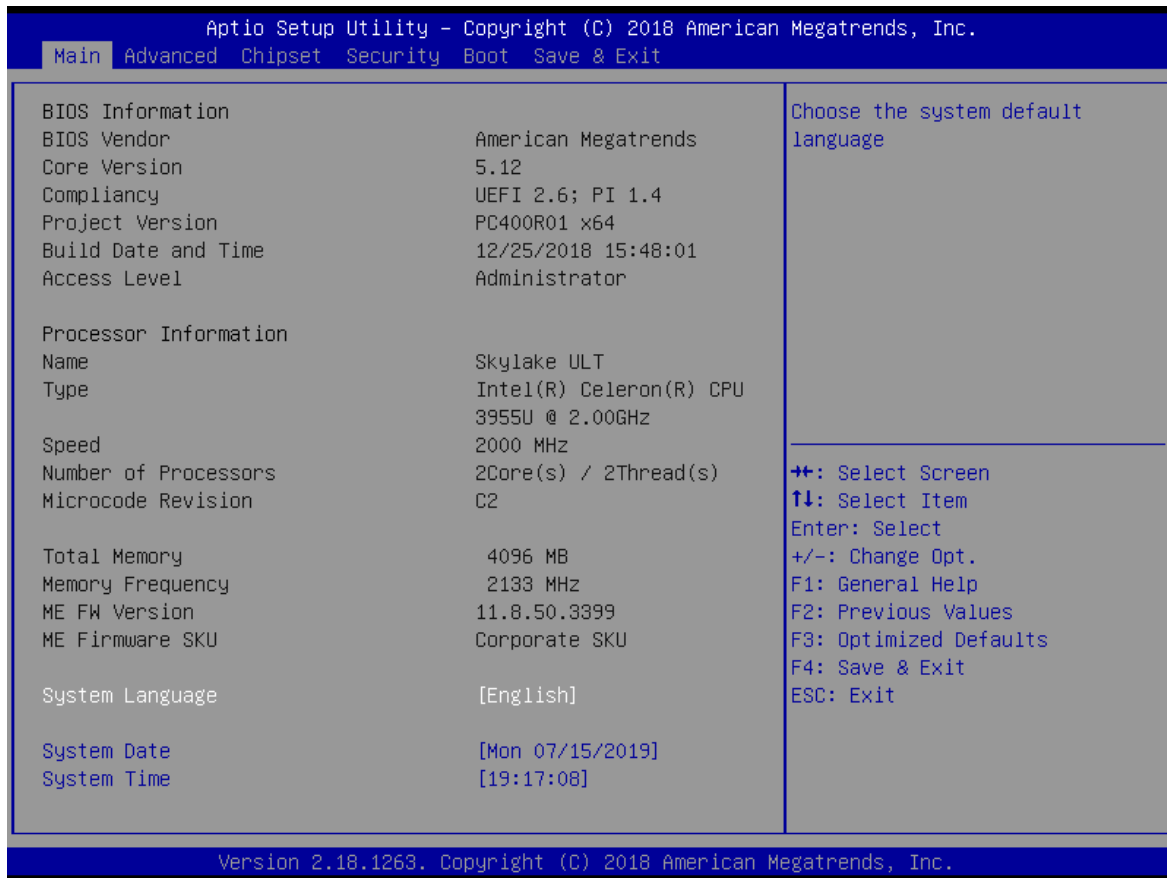 Aptio Setup Utility – Copyright (C) 2018 American Megatrends, Inc.
Main Advanced Chipset Security Boot Save & Exit
BIOS Information
BIOS Vendor American Megatrends
Core Version 5.12
Compliancy UEFI 2.6; PI 1.4
Project Version PC400R01 x64
Build Date and Time 12/25/2018 15:48:01
Access Level Administrator
Processor Information
Name Skylake ULT
Type Intel(R) Celeron(R) CPU
3955U @ 2.00GHz
Speed 2000 MHz
Number of Processors 2Core(s) / 2Thread(s)
Microcode Revision C2
Total Memory 4096 MB
Memory Frequency 2133 MHz
ME FW Version 11.8.50.3399
ME Firmware SKU Corporate SKU
System Language [English]
System Date [Mon 07/15/2019]
System Time [19:17:08]
Choose the system default
language
→←: Select Screen
↑↓: Select Item
Enter: Select
+/-: Change Opt.
F1: General Help
F2: Previous Values
F3: Optimized Defaults
F4: Save & Exit
ESC: Exit
Version 2.18.1263. Copyright (C) 2018 American Megatrends, Inc.